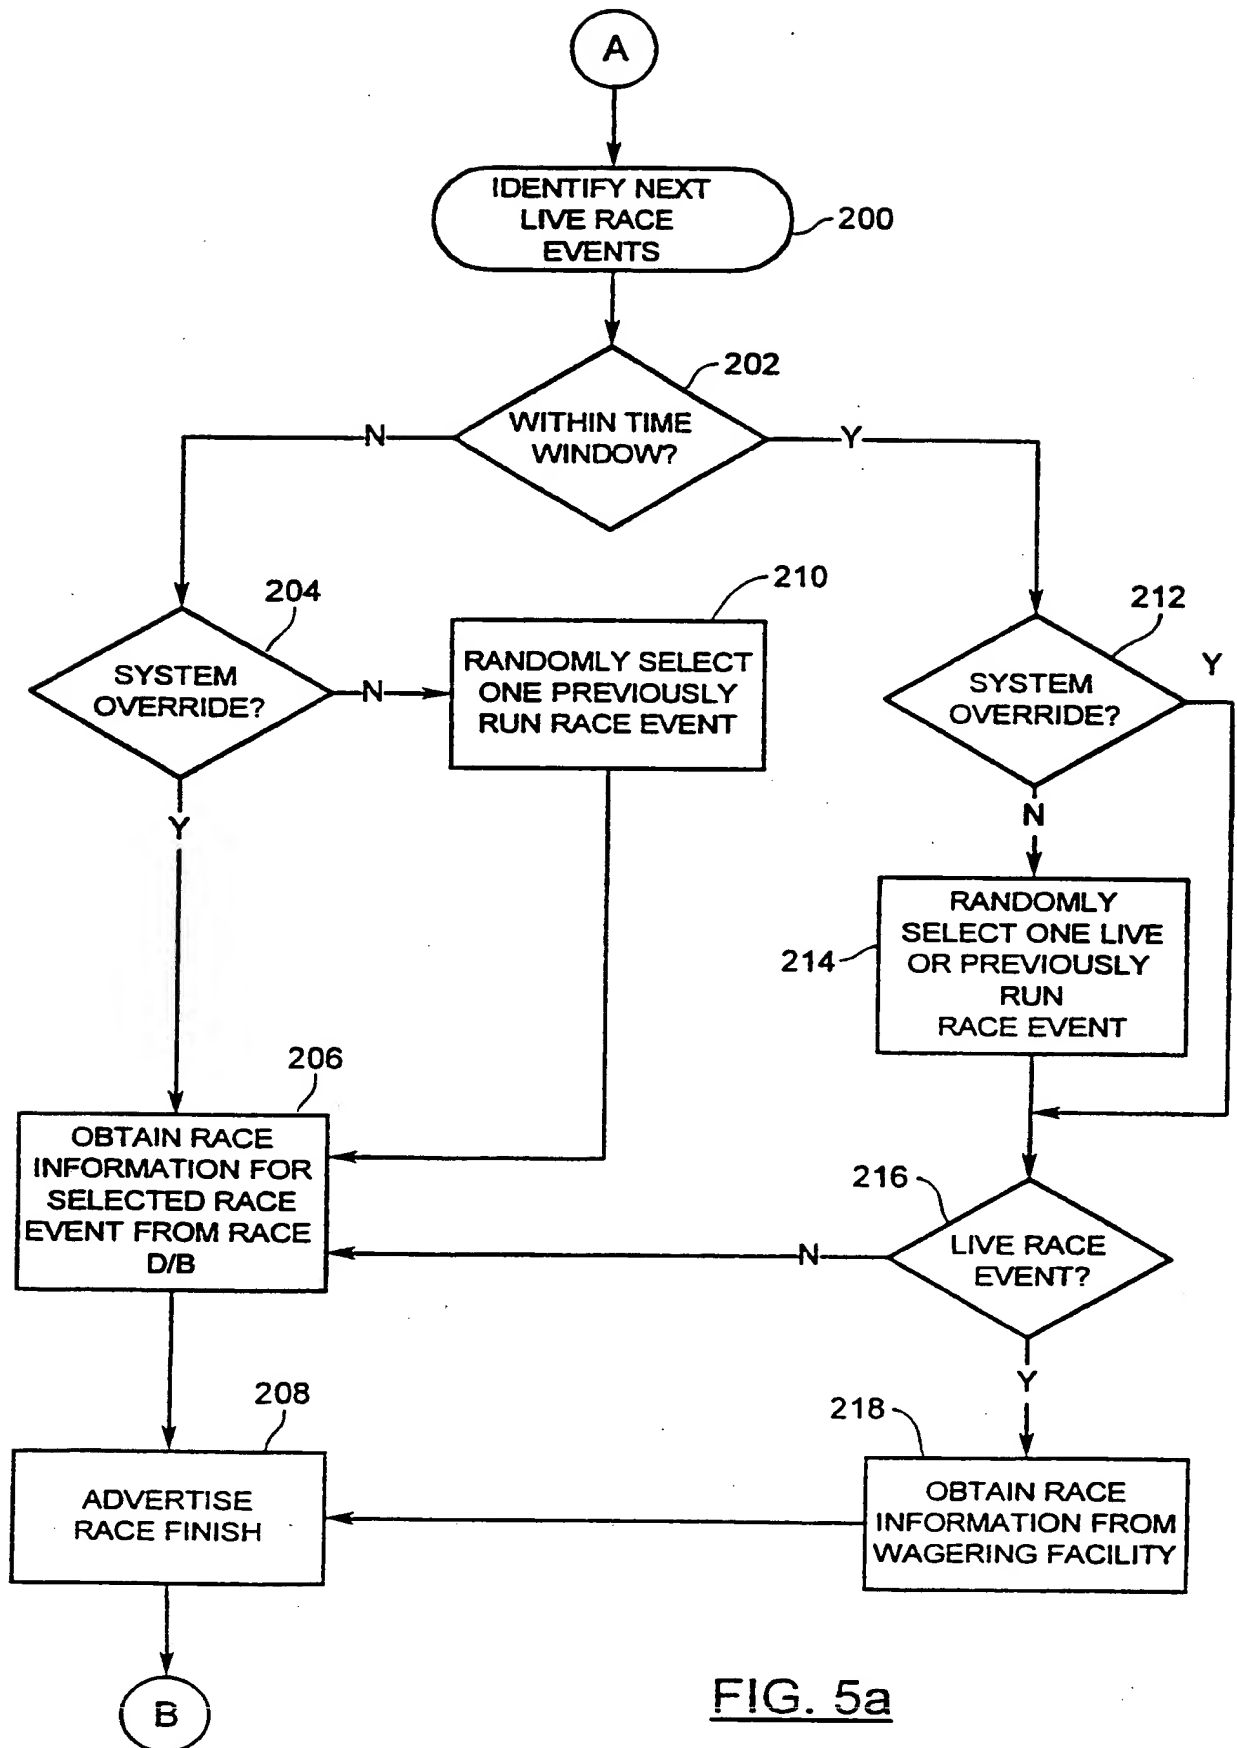 A
IDENTIFY NEXT
LIVE RACE
EVENTS
200
202
WITHIN TIME
WINDOW?
N
Y
204
SYSTEM
OVERRIDE?
N
Y
210
RANDOMLY SELECT
ONE PREVIOUSLY
RUN RACE EVENT
212
SYSTEM
OVERRIDE?
Y
N
214
RANDOMLY
SELECT ONE LIVE
OR PREVIOUSLY
RUN
RACE EVENT
206
OBTAIN RACE
INFORMATION FOR
SELECTED RACE
EVENT FROM RACE
D/B
216
LIVE RACE
EVENT?
N
Y
208
ADVERTISE
RACE FINISH
218
OBTAIN RACE
INFORMATION FROM
WAGERING FACILITY
B
FIG. 5a